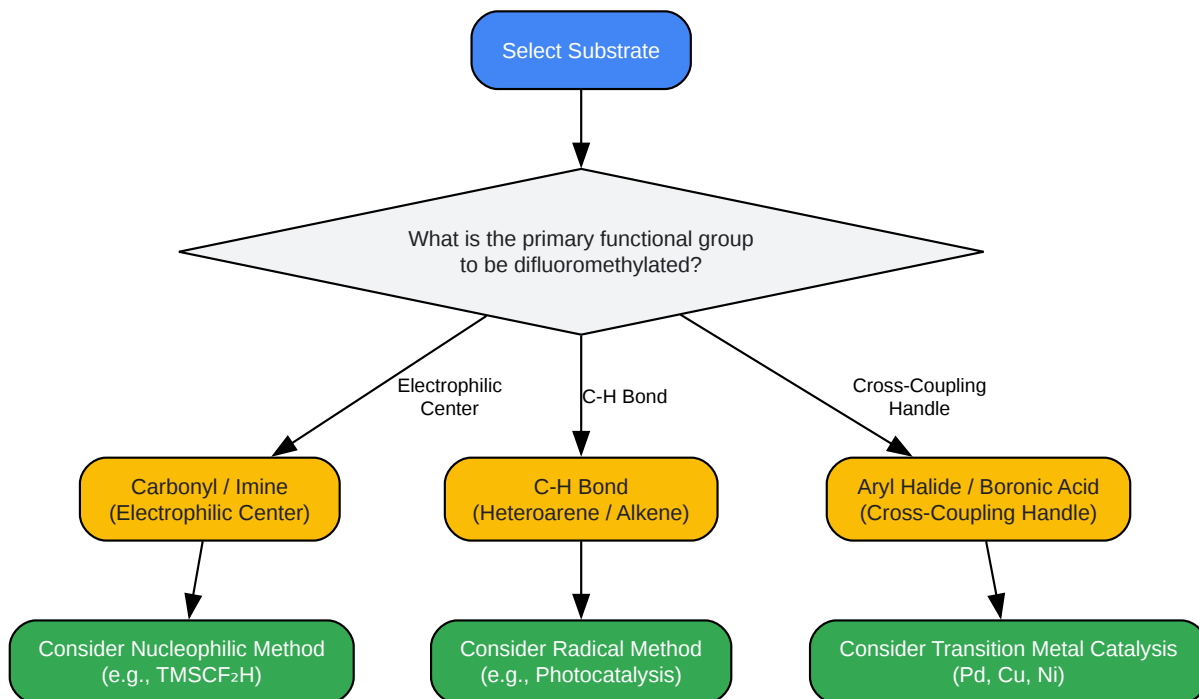 Select Substrate
What is the primary functional group
to be difluoromethylated?
Electrophilic
Center
C-H Bond
Cross-Coupling
Handle
Carbonyl / Imine
(Electrophilic Center)
C-H Bond
(Heteroarene / Alkene)
Aryl Halide / Boronic Acid
(Cross-Coupling Handle)
Consider Nucleophilic Method
(e.g., TMSCF₂H)
Consider Radical Method
(e.g., Photocatalysis)
Consider Transition Metal Catalysis
(Pd, Cu, Ni)